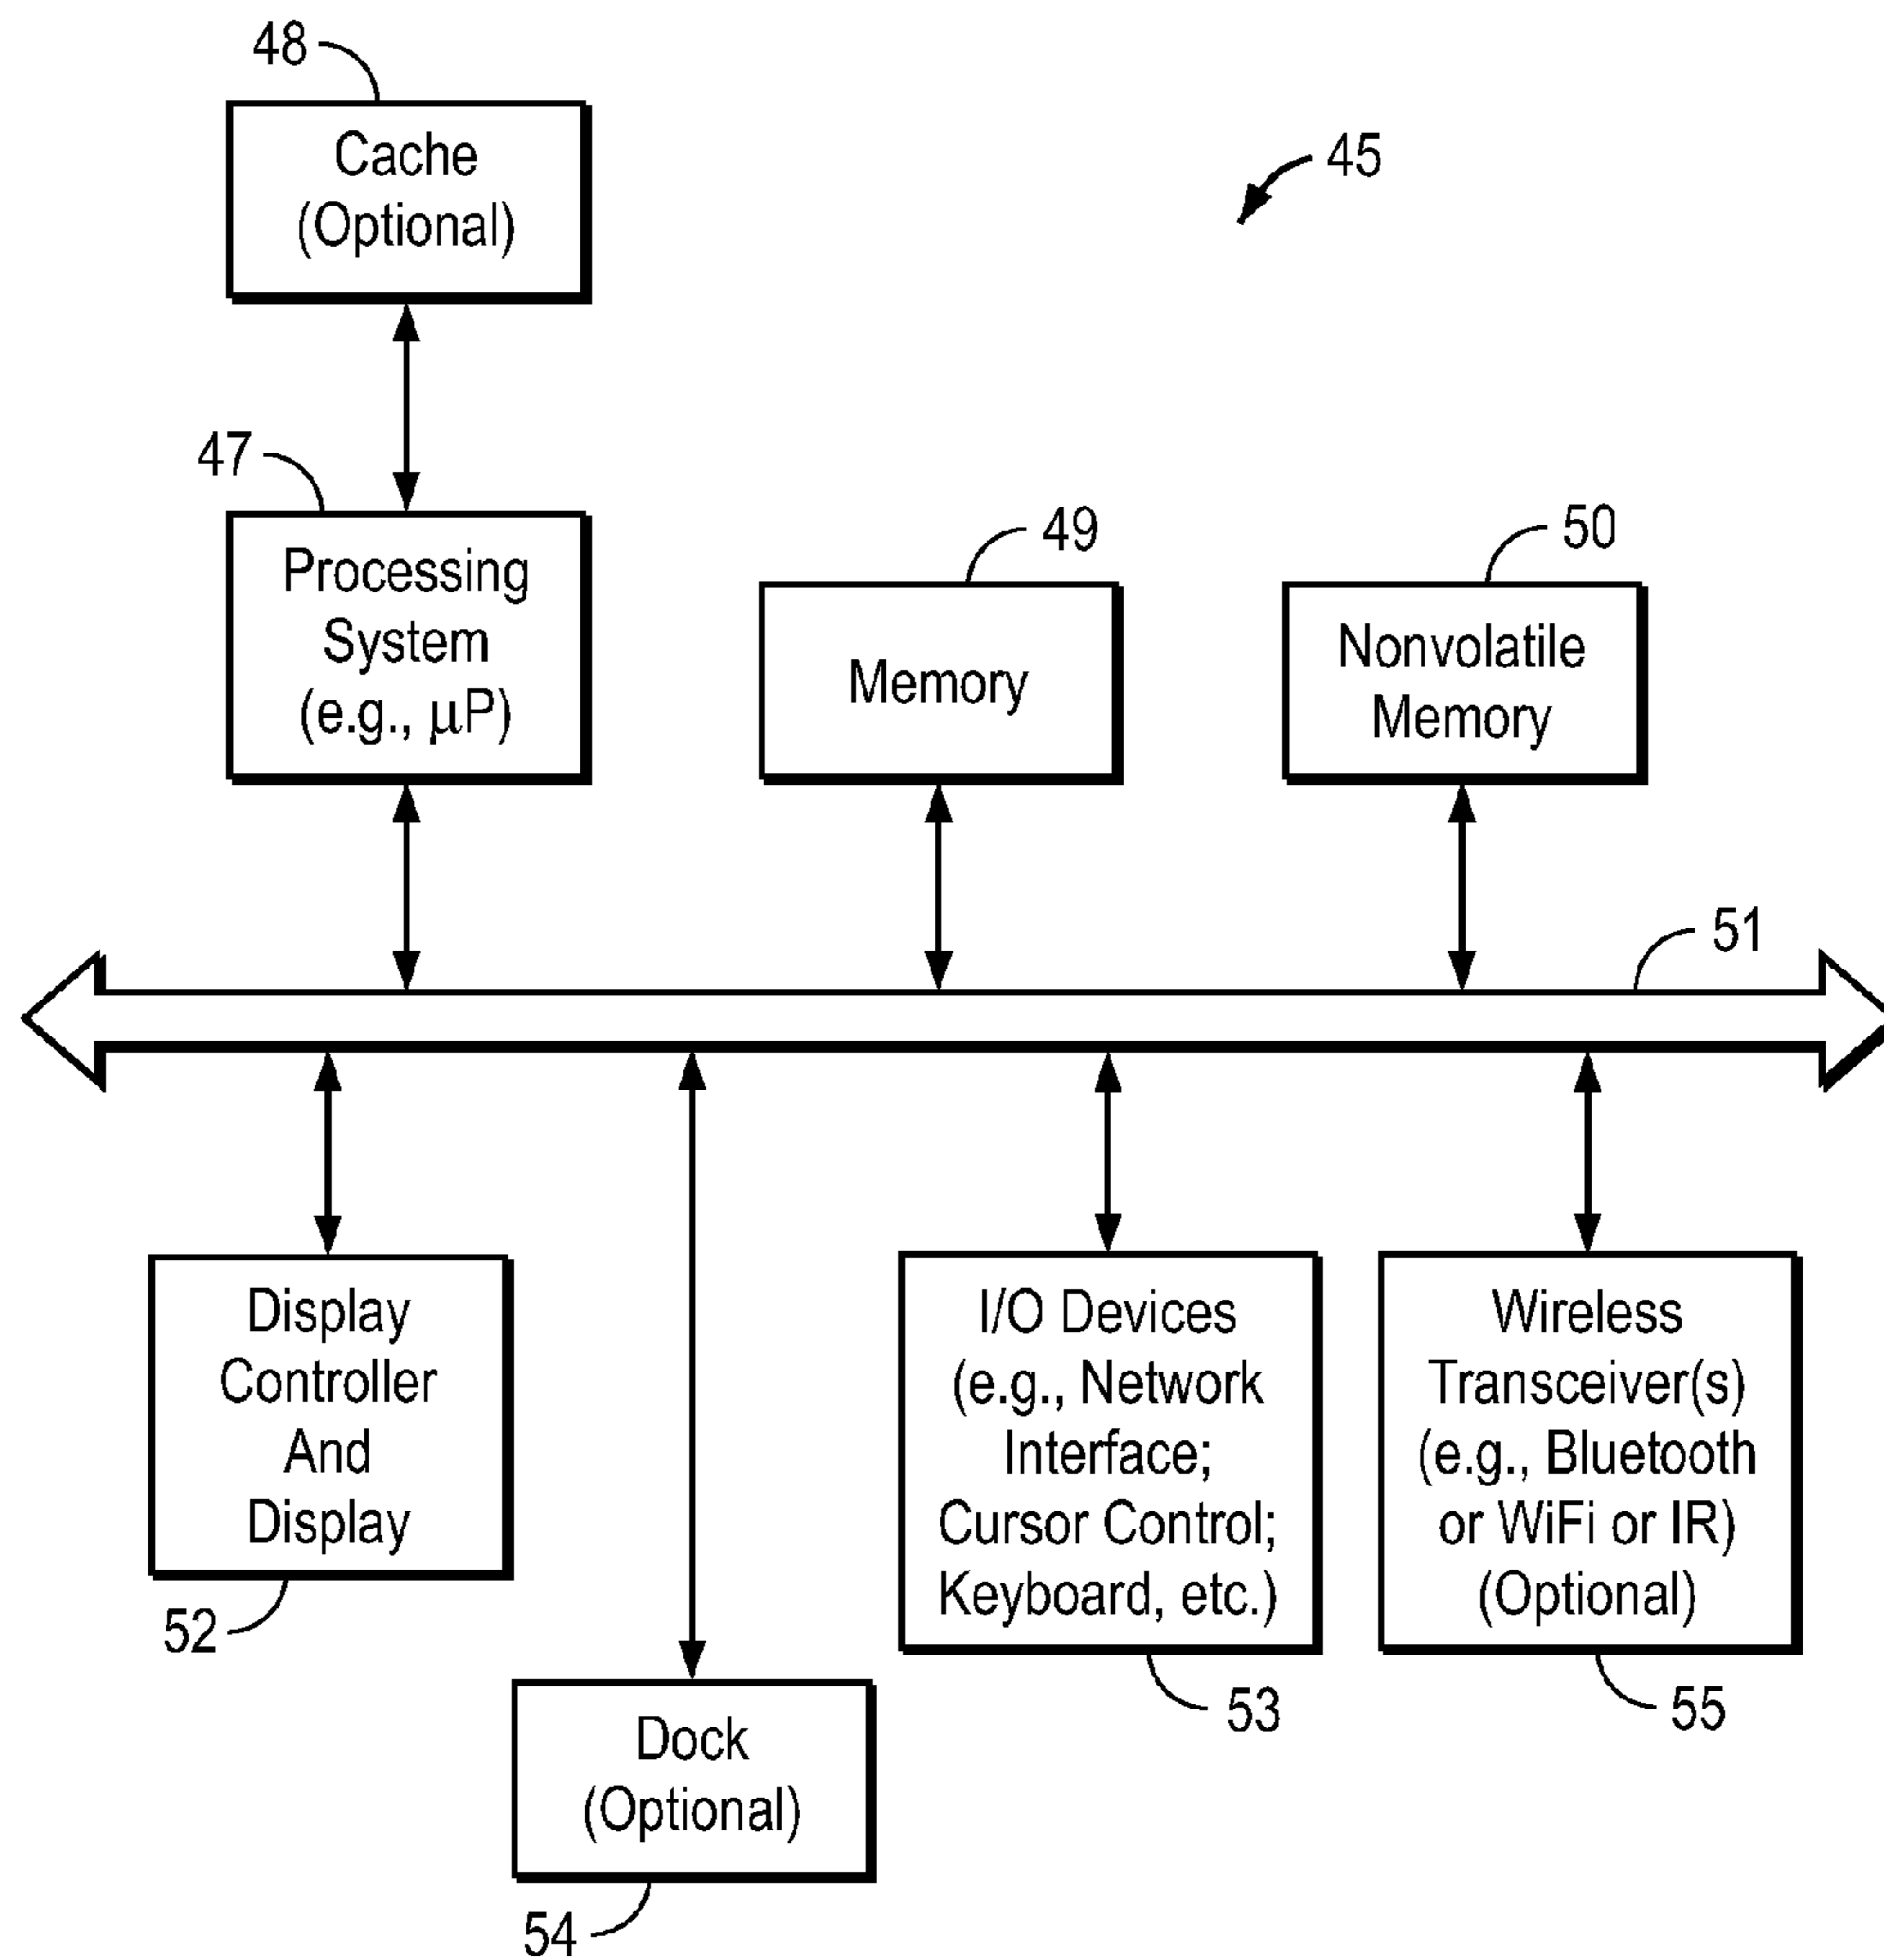 48
Cache
(Optional)
45
47
Processing
System
(e.g., µP)
49
Memory
50
Nonvolatile
Memory
51
Display
Controller
And
Display
52
Dock
(Optional)
54
I/O Devices
(e.g., Network
Interface;
Cursor Control;
Keyboard, etc.)
53
Wireless
Transceiver(s)
(e.g., Bluetooth
or WiFi or IR)
(Optional)
55